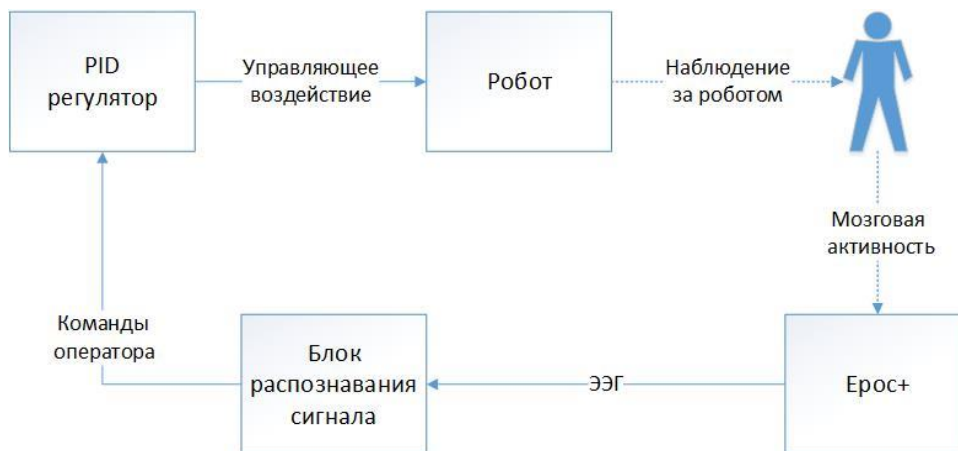 PID
регулятор
Управляющее
воздействие
Робот
Наблюдение
за роботом
Мозговая
активность
Команды
оператора
Блок
распознавания
сигнала
ЭЭГ
Epoc+